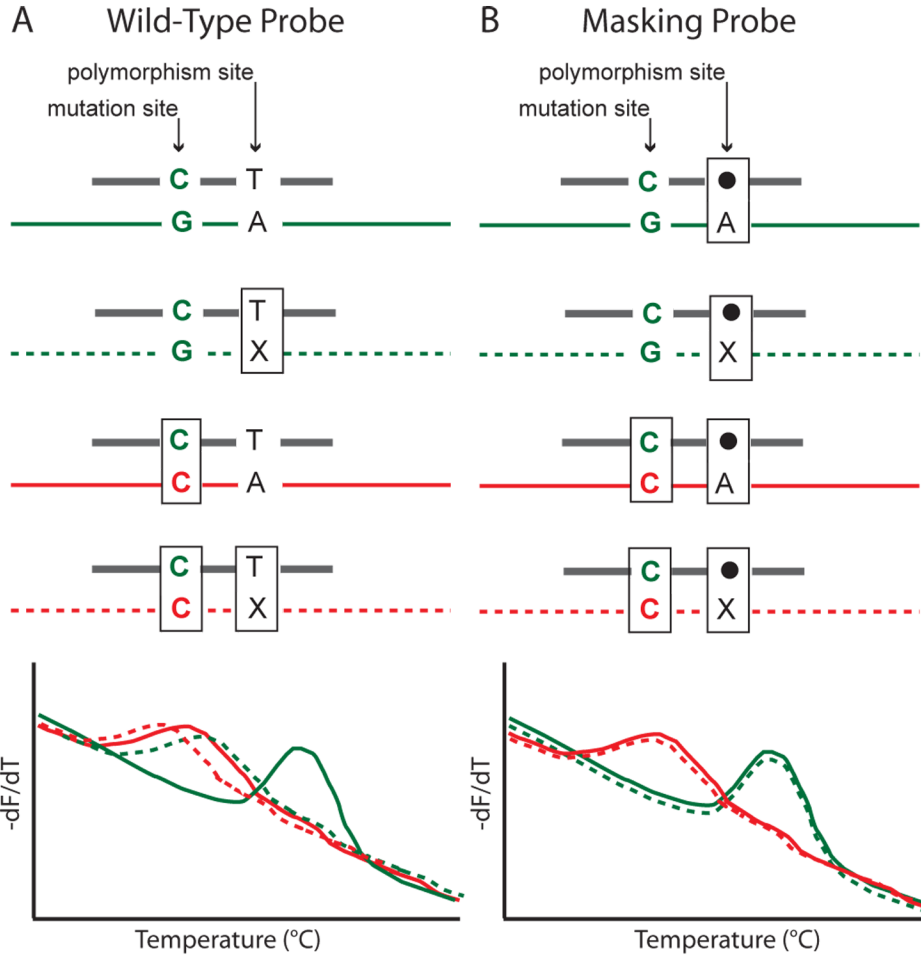 A Wild-Type Probe
polymorphism site
mutation site
C T
G A
C T
G X
C T
C A
C T
C X
-dF/dT
Temperature (°C)
B Masking Probe
polymorphism site
mutation site
C ●
G A
C ●
G X
C ●
C A
C ●
C X
-dF/dT
Temperature (°C)